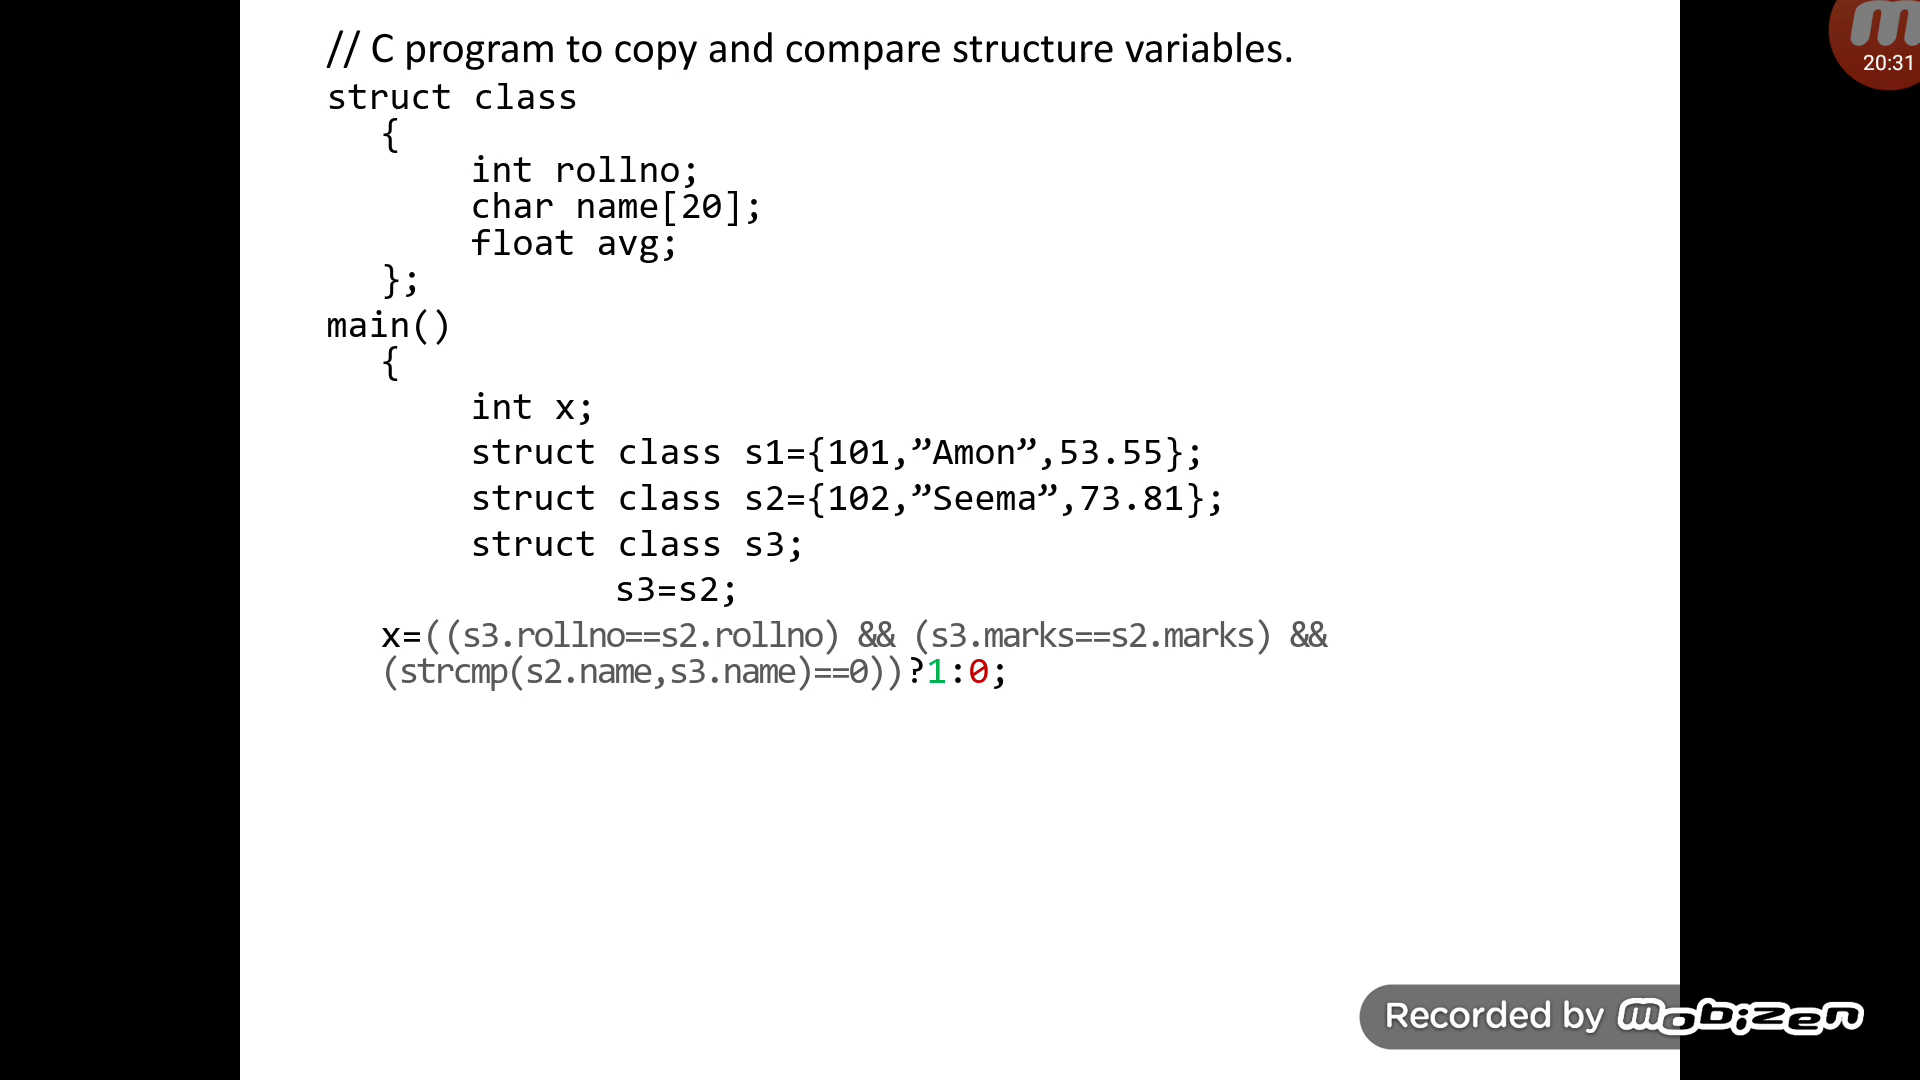 // C program to copy and compare structure variables.
struct class
{
int rollno;
char name[20];
float avg;
};
main()
{
int x;
struct class s1={101,”Amon”,53.55};
struct class s2={102,”Seema”,73.81};
struct class s3;
s3=s2;
x=((s3.rollno==s2.rollno) && (s3.marks==s2.marks) &&
(strcmp(s2.name,s3.name)==0))?1:0;
20:31
Recorded by mobizen